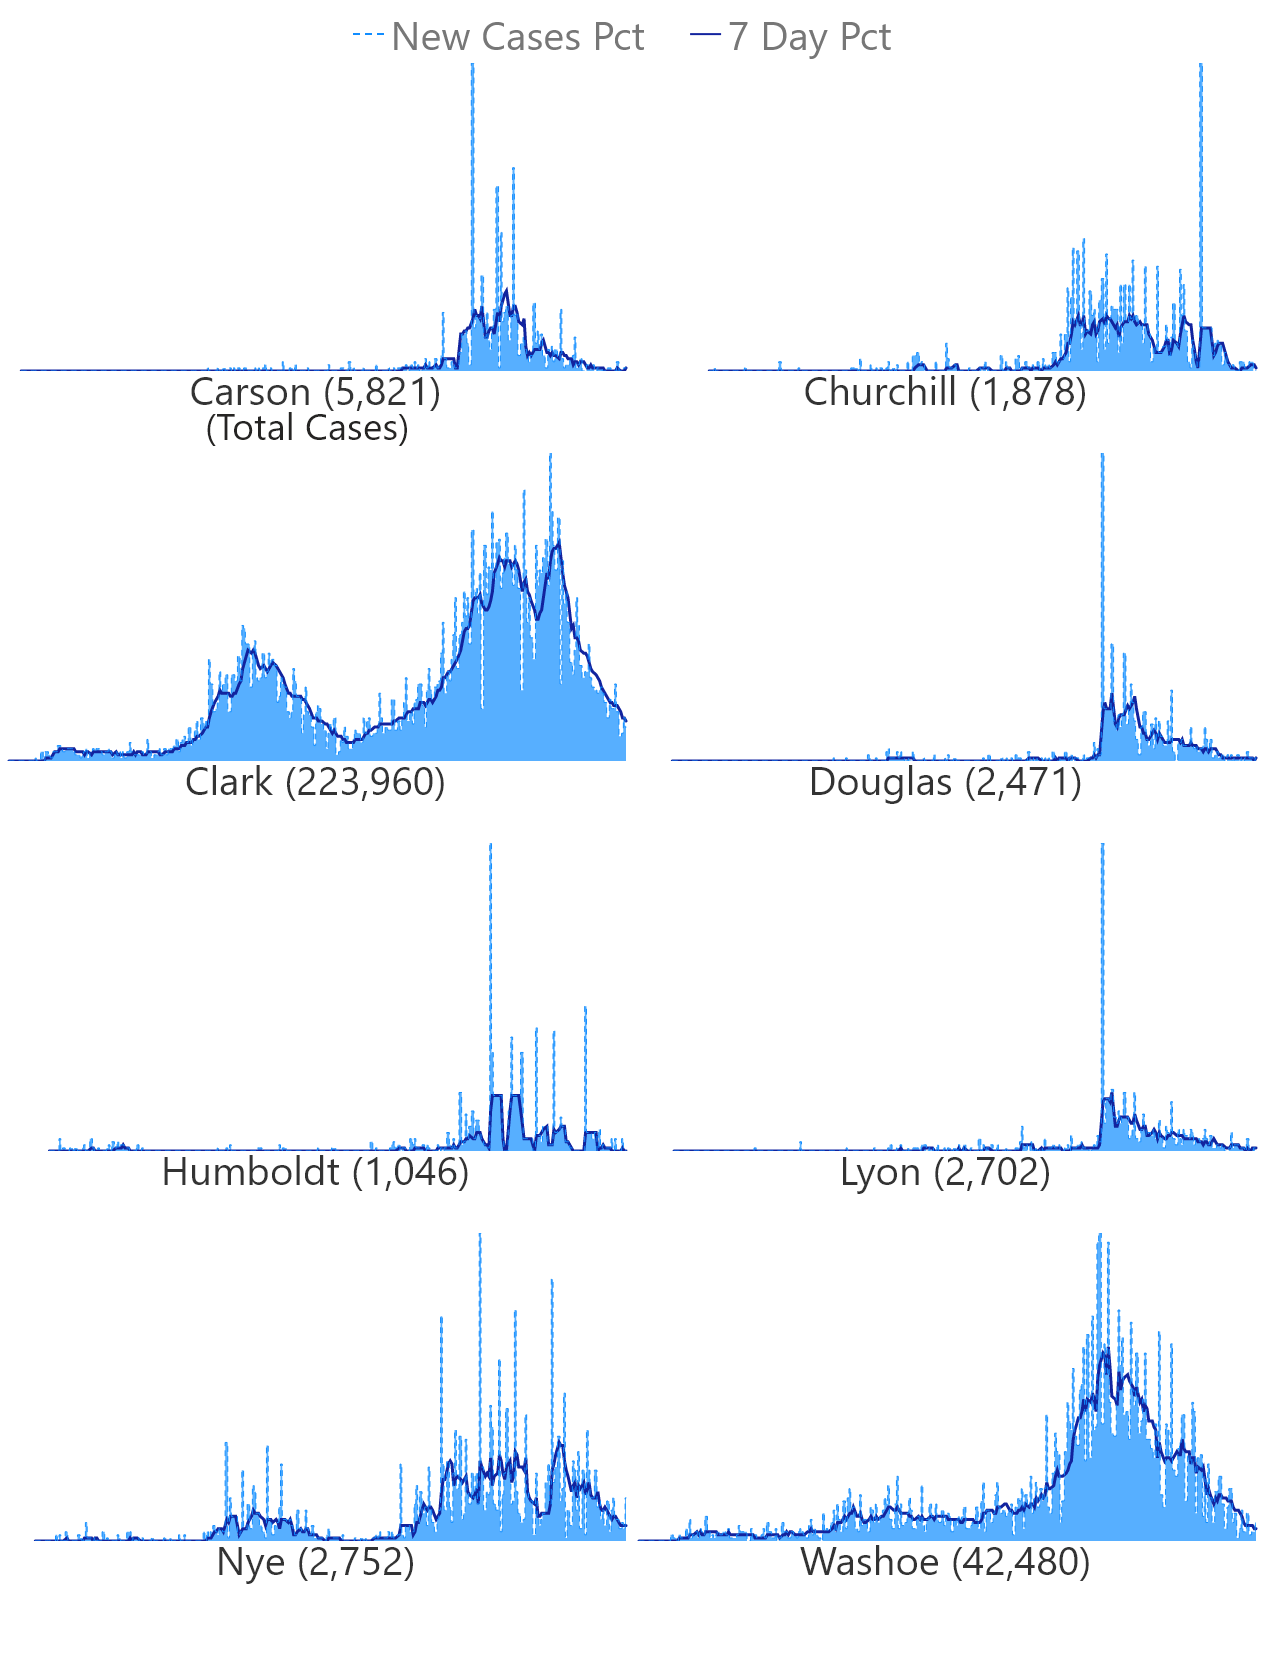 New Cases Pct 7 Day Pct
Carson (5,821)
(Total Cases)
Churchill (1,878)
Clark (223,960)
Douglas (2,471)
Humboldt (1,046)
Lyon (2,702)
Nye (2,752)
Washoe (42,480)